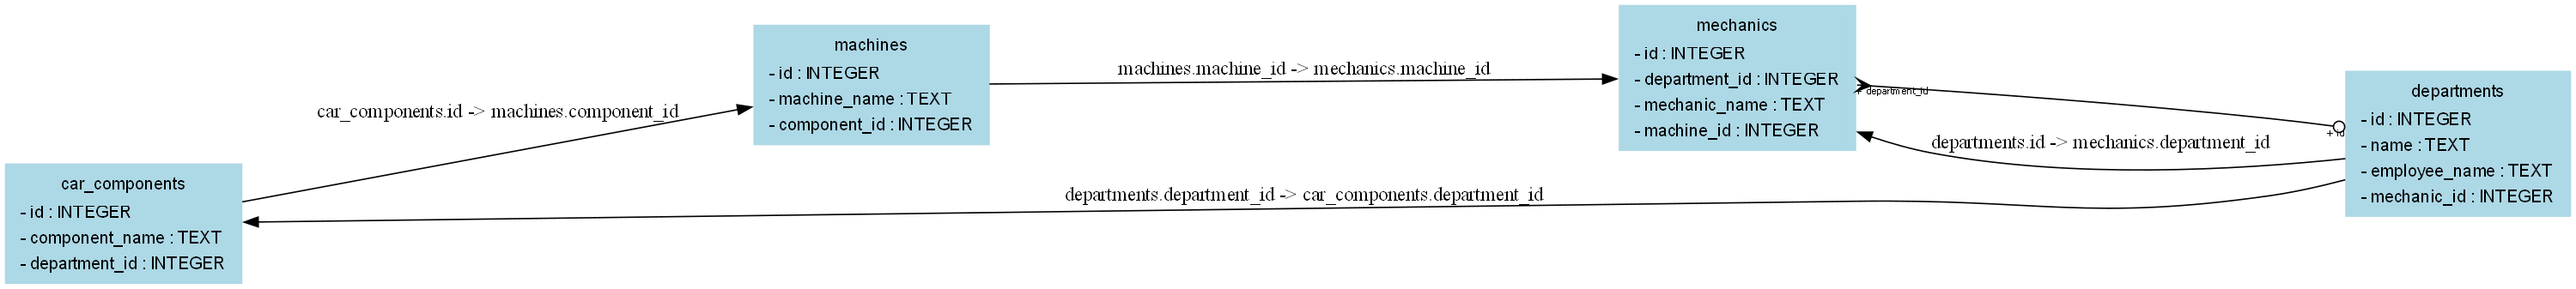 car_components
- id : INTEGER
- component_name : TEXT
- department_id : INTEGER
car_components.id -> machines.component_id
machines
- id : INTEGER
- machine_name : TEXT
- component_id : INTEGER
machines.machine_id -> mechanics.machine_id
mechanics
- id : INTEGER
- department_id : INTEGER
- mechanic_name : TEXT
- machine_id : INTEGER
+ department_id
+ id
departments.id -> mechanics.department_id
departments.department_id -> car_components.department_id
departments
- id : INTEGER
- name : TEXT
- employee_name : TEXT
- mechanic_id : INTEGER